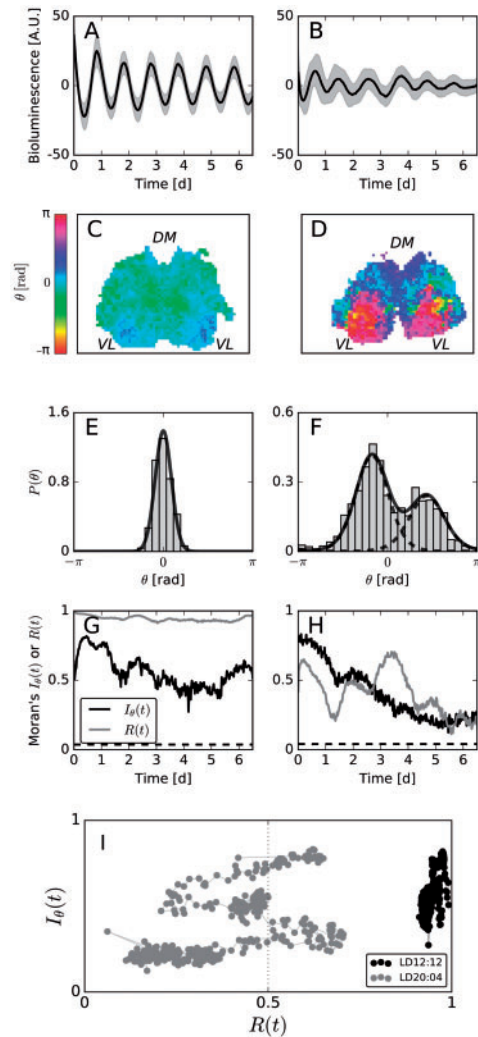 A
B
Bioluminescence [A.U.]
50
0
-50
0 1 2 3 4 5 6
Time [d]
50
0
-50
0 1 2 3 4 5 6
Time [d]
C
D
θ [rad]
π
0
-π
DM
VL
VL
DM
VL
VL
E
F
P(θ)
1.6
0.8
0
−π 0 π
θ [rad]
0.6
0.3
0
−π 0 π
θ [rad]
G
H
Moran's Iθ(t) or R(t)
1
0.5
0
Iθ(t)
R(t)
0 1 2 3 4 5 6
Time [d]
1
0.5
0
0 1 2 3 4 5 6
Time [d]
I
Iθ(t)
1
0.5
0
LD12:12
LD20:04
0 0.5 1
R(t)